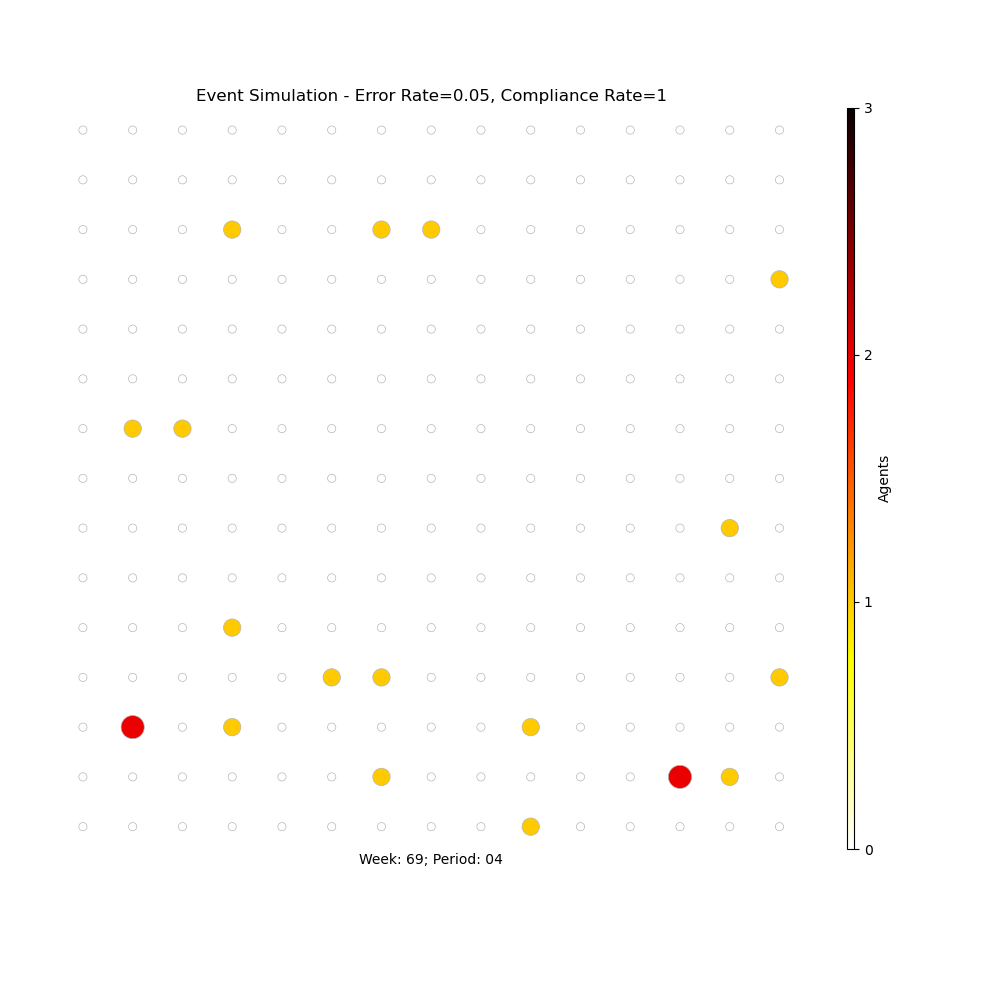 Event Simulation - Error Rate=0.05, Compliance Rate=1
3
2
Agents
1
0
Week: 69; Period: 04